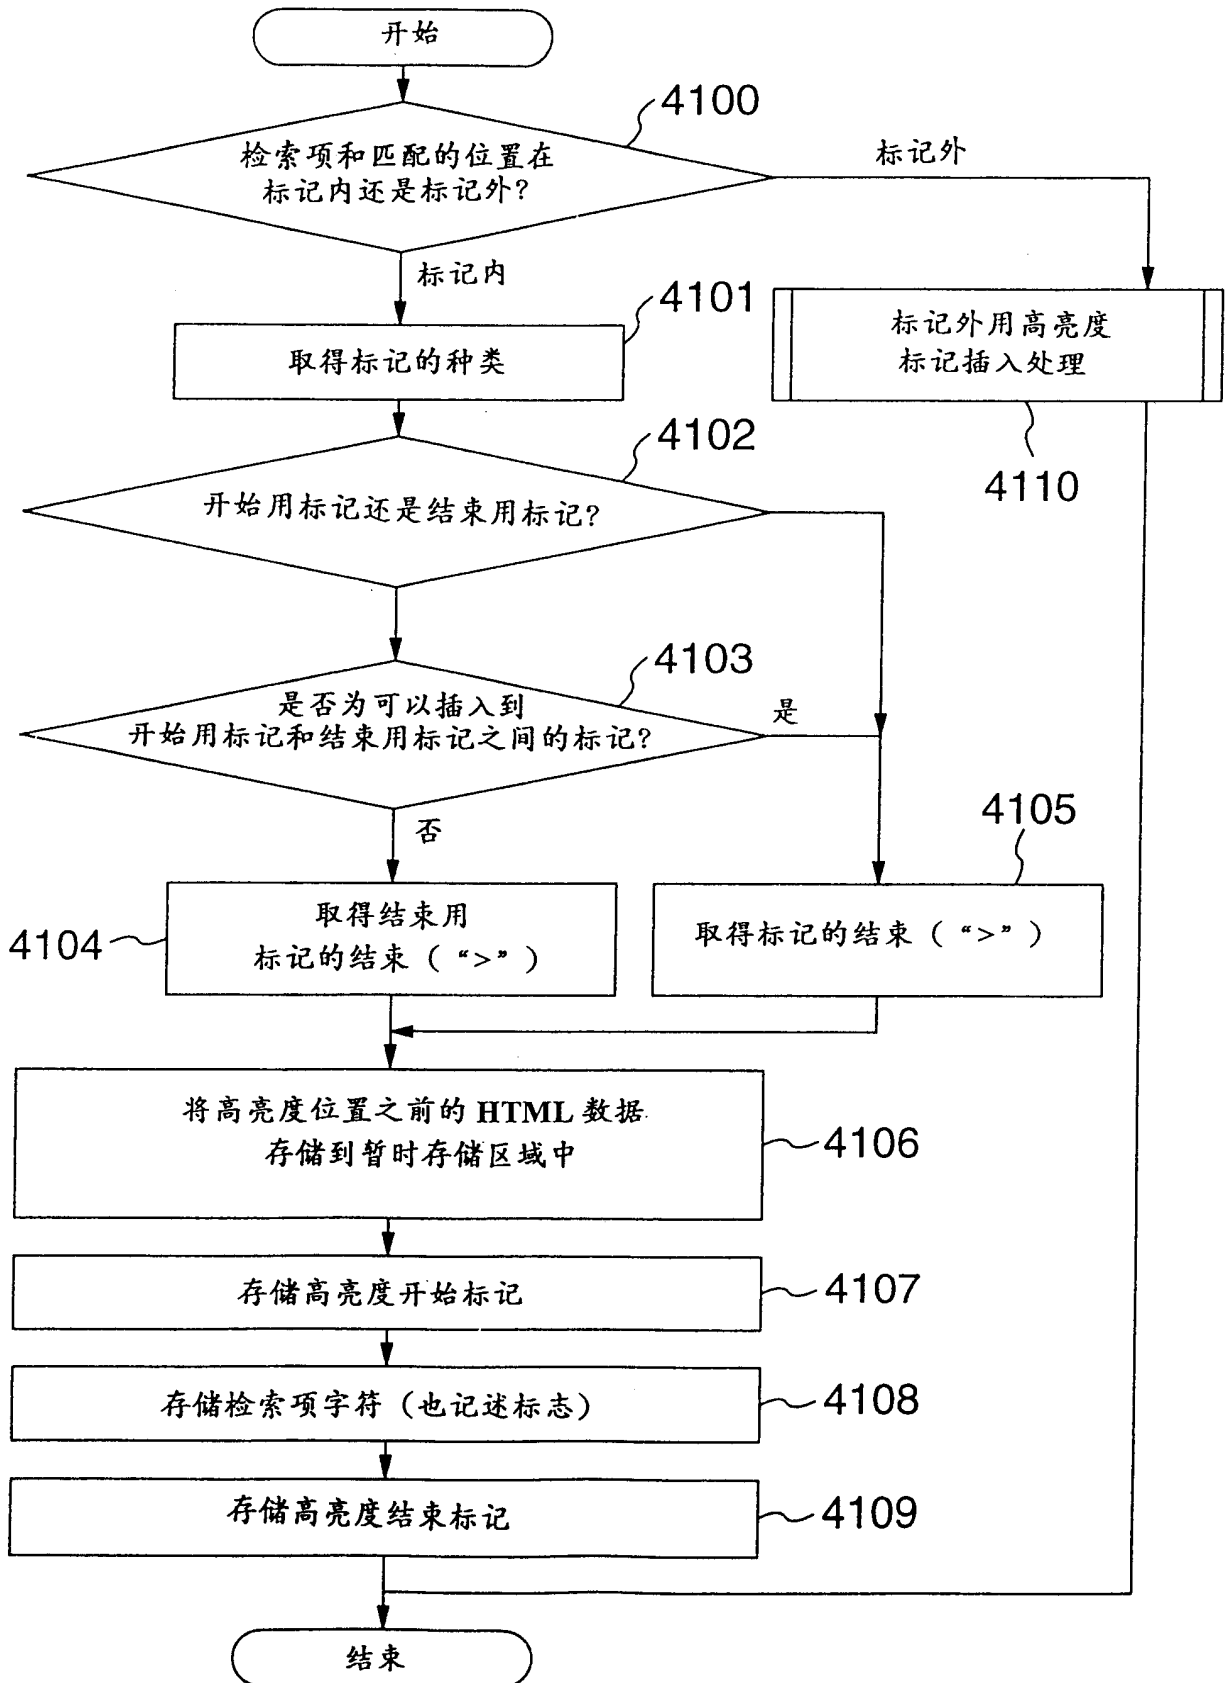 开始
4100
检索项和匹配的位置在
标记内还是标记外?
标记外
标记内
4101
取得标记的种类
标记外用高亮度
标记插入处理
4110
4102
开始用标记还是结束用标记?
4103
是否为可以插入到
开始用标记和结束用标记之间的标记?
是
否
4104
取得结束用
标记的结束(“>”)
4105
取得标记的结束(“>”)
将高亮度位置之前的 HTML 数据
存储到暂时存储区域中
4106
存储高亮度开始标记
4107
存储检索项字符(也记述标志)
4108
存储高亮度结束标记
4109
结束